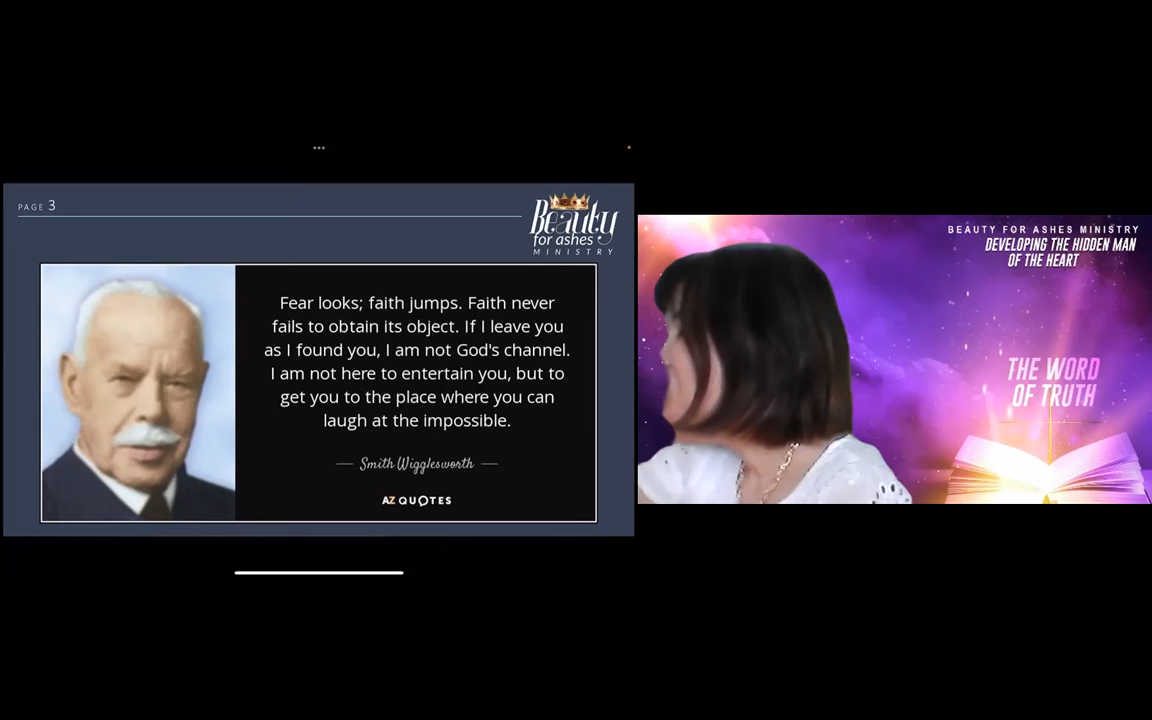 PAGE 3
Beauty
for ashes
MINISTRY
Fear looks; faith jumps. Faith never
fails to obtain its object. If I leave you
as I found you, I am not God's channel.
I am not here to entertain you, but to
get you to the place where you can
laugh at the impossible.
Smith Wigglesworth
AZ QUOTES
BEAUTY FOR ASHES MINISTRY
DEVELOPING THE HIDDEN MAN
OF THE HEART
THE WORD
OF TRUTH